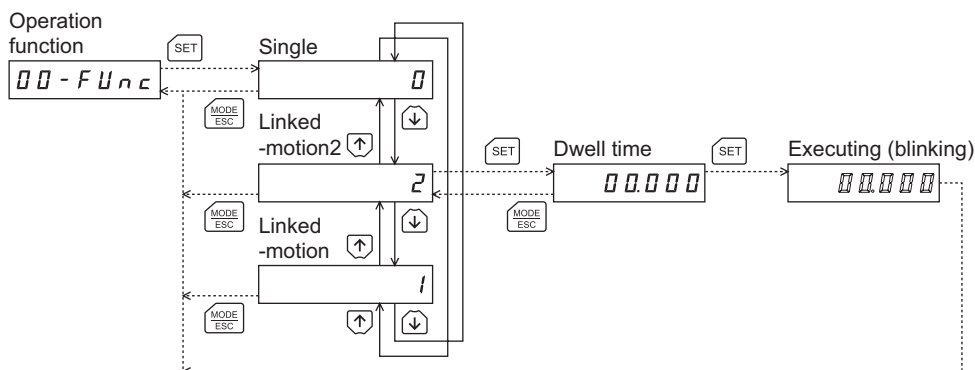 Operation
function
SET
Single
00-FUnc
0
MODE
ESC
Linked
-motion2
SET
Dwell time
SET
Executing (blinking)
2
00.000
00.000
MODE
ESC
MODE
ESC
Linked
-motion
1
MODE
ESC